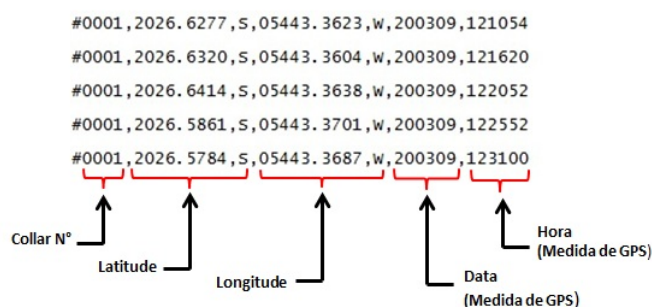 #0001,2026.6277,S,05443.3623,W,200309,121054
#0001,2026.6320,S,05443.3604,W,200309,121620
#0001,2026.6414,S,05443.3638,W,200309,122052
#0001,2026.5861,S,05443.3701,W,200309,122552
#0001,2026.5784,S,05443.3687,W,200309,123100
Collar N°
Latitude
Longitude
Data
(Medida de GPS)
Hora
(Medida de GPS)